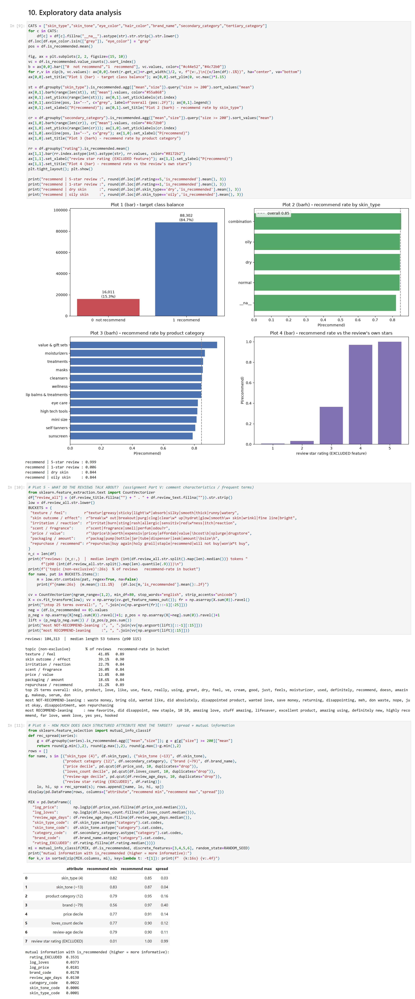 10. Exploratory data analysis
In [9]:
CATS = ["skin_type","skin_tone","eye_color","hair_color","brand_name","secondary_category","tertiary_category"]
for c in CATS:
    df[c] = df[c].fillna("__na__").astype(str).str.strip().str.lower()
df.loc[df.eye_color.isin(["grey"]), "eye_color"] = "gray"
pos = df.is_recommended.mean()

fig, ax = plt.subplots(2, 2, figsize=(15, 10))
vc = df.is_recommended.value_counts().sort_index()
b = ax[0,0].bar(["0  not recommend","1  recommend"], vc.values, color=["#c44e52","#4c72b0"])
for r,v in zip(b, vc.values): ax[0,0].text(r.get_x()+r.get_width()/2, v, f"{v:,}\n({v/len(df):.1%})", ha="center", va="bottom")
ax[0,0].set_title("Plot 1 (bar) - target class balance"); ax[0,0].set_ylim(0, vc.max()*1.15)

st = df.groupby("skin_type").is_recommended.agg(["mean","size"]).query("size >= 200").sort_values("mean")
ax[0,1].barh(range(len(st)), st["mean"].values, color="#55a868")
ax[0,1].set_yticks(range(len(st))); ax[0,1].set_yticklabels(st.index)
ax[0,1].axvline(pos, ls="--", c="grey", label=f"overall {pos:.2f}"); ax[0,1].legend()
ax[0,1].set_xlabel("P(recommend)"); ax[0,1].set_title("Plot 2 (barh) - recommend rate by skin_type")

cr = df.groupby("secondary_category").is_recommended.agg(["mean","size"]).query("size >= 200").sort_values("mean")
ax[1,0].barh(range(len(cr)), cr["mean"].values, color="#4c72b0")
ax[1,0].set_yticks(range(len(cr))); ax[1,0].set_yticklabels(cr.index)
ax[1,0].axvline(pos, ls="--", c="grey"); ax[1,0].set_xlabel("P(recommend)")
ax[1,0].set_title("Plot 3 (barh) - recommend rate by product category")

rr = df.groupby("rating").is_recommended.mean()
ax[1,1].bar(rr.index.astype(int).astype(str), rr.values, color="#8172b2")
ax[1,1].set_xlabel("review star rating (EXCLUDED feature)"); ax[1,1].set_ylabel("P(recommend)")
ax[1,1].set_title("Plot 4 (bar) - recommend rate vs the review's own stars")
plt.tight_layout(); plt.show()

print("recommend | 5-star review :", round(df.loc[df.rating==5,'is_recommended'].mean(), 3))
print("recommend | 1-star review :", round(df.loc[df.rating==1,'is_recommended'].mean(), 3))
print("recommend | dry skin      :", round(df.loc[df.skin_type=='dry','is_recommended'].mean(), 3))
print("recommend | oily skin     :", round(df.loc[df.skin_type=='oily','is_recommended'].mean(), 3))
Plot 1 (bar) - target class balance
100000
80000
60000
40000
20000
0
88,302
(84.7%)
16,011
(15.3%)
0  not recommend
1  recommend
Plot 2 (barh) - recommend rate by skin_type
overall 0.85
combination
oily
dry
normal
__na__
0.0 0.1 0.2 0.3 0.4 0.5 0.6 0.7 0.8
P(recommend)
Plot 3 (barh) - recommend rate by product category
value & gift sets
moisturizers
treatments
masks
cleansers
wellness
lip balms & treatments
eye care
high tech tools
mini size
self tanners
sunscreen
0.0 0.2 0.4 0.6 0.8
P(recommend)
Plot 4 (bar) - recommend rate vs the review's own stars
P(recommend)
1.0
0.8
0.6
0.4
0.2
0.0
1 2 3 4 5
review star rating (EXCLUDED feature)
recommend | 5-star review : 0.999
recommend | 1-star review : 0.006
recommend | dry skin      : 0.844
recommend | oily skin     : 0.844
In [10]:
# Plot 5 - WHAT DO THE REVIEWS TALK ABOUT?  (assignment Part V: comment characteristics / frequent terms)
from sklearn.feature_extraction.text import CountVectorizer
df["review_all"] = (df.review_title.fillna("") + " . " + df.review_text.fillna("")).str.strip()
low = df.review_all.str.lower()
BUCKETS = {
 "texture / feel":        r"textur|greasy|sticky|light\w*|absorb|silky|smooth|thick|runny|watery",
 "skin outcome / effect":  r"break\w* out|breakout|purg|clog|clear\w* up|hydrat|glow|smooth\w+ skin|wrinkl|fine line|bright",
 "irritation / reaction":  r"irritat|burn|sting|rash|allergic|sensitiv|red\w*ness|itch|reaction",
 "scent / fragrance":      r"scent|fragrance|smell|perfum|odou?r",
 "price / value":          r"\bprice\b|worth|expensiv|pricey|affordab|value|\bcost\b|splurge|drugstore",
 "packaging / amount":     r"packag|pump|bottle|jar|tube|dispenser|leak|amount|\bsize\b",
 "repurchase / recommend": r"repurchas|buy again|holy grail|staple|recommend|will not buy|won\W*t buy",
}
n_c = len(df)
print(f"reviews: {n_c:,}  |  median length {int(df.review_all.str.split().map(len).median())} tokens "
      f"(p90 {int(df.review_all.str.split().map(len).quantile(.9))})\n")
print(f"{'topic (non-exclusive)':26s}  % of reviews   recommend-rate in bucket")
for name, pat in BUCKETS.items():
    m = low.str.contains(pat, regex=True, na=False)
    print(f"{name:26s}  {m.mean():11.1%}   {df.loc[m,'is_recommended'].mean():.2f}")

cv = CountVectorizer(ngram_range=(1,2), min_df=80, stop_words="english", strip_accents="unicode")
X = cv.fit_transform(low); vv = np.array(cv.get_feature_names_out()); fr = np.asarray(X.sum(0)).ravel()
print("\ntop 25 terms overall:", ", ".join(vv[np.argsort(fr)[::-1][:25]]))
neg = (df.is_recommended == 0).values
p_neg = np.asarray(X[neg].sum(0)).ravel()+1; p_pos = np.asarray(X[~neg].sum(0)).ravel()+1
lift = (p_neg/p_neg.sum()) / (p_pos/p_pos.sum())
print("most NOT-RECOMMEND-leaning :", ", ".join(vv[np.argsort(lift)[::-1][:15]]))
print("most RECOMMEND-leaning     :", ", ".join(vv[np.argsort(lift)[:15]]))
reviews: 104,313  |  median length 53 tokens (p90 115)

topic (non-exclusive)       % of reviews   recommend-rate in bucket
texture / feel                    41.8%   0.89
skin outcome / effect             39.1%   0.90
irritation / reaction             22.7%   0.84
scent / fragrance                 26.0%   0.84
price / value                     12.8%   0.80
packaging / amount                18.6%   0.84
repurchase / recommend            21.2%   0.89
top 25 terms overall: skin, product, love, like, use, face, really, using, great, dry, feel, ve, cream, good, just, feels, moisturizer, used, definitely, recommend, doesn, amazin
g, makeup, serum, don
most NOT-RECOMMEND-leaning : waste money, bring old, wanted like, did absolutely, disappointed product, wanted love, save money, returning, disappointing, meh, don waste, nope, ju
st okay, disappointment, won repurchasing
most RECOMMEND-leaning     : new favorite, did disappoint, new staple, 10 10, amazing love, stuff amazing, lifesaver, excellent product, amazing using, definitely new, highly reco
mmend, far love, week love, yes yes, hooked
In [11]:
# Plot 6 - HOW MUCH DOES EACH STRUCTURED ATTRIBUTE MOVE THE TARGET?  spread + mutual information
from sklearn.feature_selection import mutual_info_classif
def rec_spread(series):
    g = df.groupby(series).is_recommended.agg(["mean","size"]); g = g[g["size"] >= 200]["mean"]
    return round(g.min(),2), round(g.max(),2), round(g.max()-g.min(),2)
rows = []
for name, s in [("skin_type (4)", df.skin_type), ("skin_tone (~13)", df.skin_tone),
                ("product category (12)", df.secondary_category), ("brand (~79)", df.brand_name),
                ("price decile", pd.qcut(df.price_usd, 10, duplicates="drop")),
                ("loves_count decile", pd.qcut(df.loves_count, 10, duplicates="drop")),
                ("review-age decile", pd.qcut(df.review_age_days, 10, duplicates="drop")),
                ("review star rating (EXCLUDED)", df.rating)]:
    lo, hi, sp = rec_spread(s); rows.append([name, lo, hi, sp])
display(pd.DataFrame(rows, columns=["attribute","recommend min","recommend max","spread"]))

MIX = pd.DataFrame({
  "log_price":       np.log1p(df.price_usd.fillna(df.price_usd.median())),
  "log_loves":       np.log1p(df.loves_count.fillna(df.loves_count.median())),
  "review_age_days": df.review_age_days.fillna(df.review_age_days.median()),
  "skin_type_code":  df.skin_type.astype("category").cat.codes,
  "skin_tone_code":  df.skin_tone.astype("category").cat.codes,
  "category_code":   df.secondary_category.astype("category").cat.codes,
  "brand_code":      df.brand_name.astype("category").cat.codes,
  "rating_EXCLUDED": df.rating.fillna(df.rating.median())})
mi = mutual_info_classif(MIX, df.is_recommended, discrete_features=[3,4,5,6], random_state=RANDOM_SEED)
print("mutual information with is_recommended (higher = more informative):")
for k,v in sorted(zip(MIX.columns, mi), key=lambda t: -t[1]): print(f"  {k:16s} {v:.4f}")
attribute recommend min recommend max spread
0 skin_type (4) 0.82 0.85 0.03
1 skin_tone (~13) 0.83 0.87 0.04
2 product category (12) 0.79 0.95 0.16
3 brand (~79) 0.56 0.97 0.40
4 price decile 0.77 0.91 0.14
5 loves_count decile 0.77 0.90 0.12
6 review-age decile 0.79 0.90 0.11
7 review star rating (EXCLUDED) 0.01 1.00 0.99
mutual information with is_recommended (higher = more informative):
  rating_EXCLUDED  0.3531
  log_loves        0.0373
  log_price        0.0181
  brand_code       0.0178
  review_age_days  0.0130
  category_code    0.0022
  skin_tone_code   0.0006
  skin_type_code   0.0001